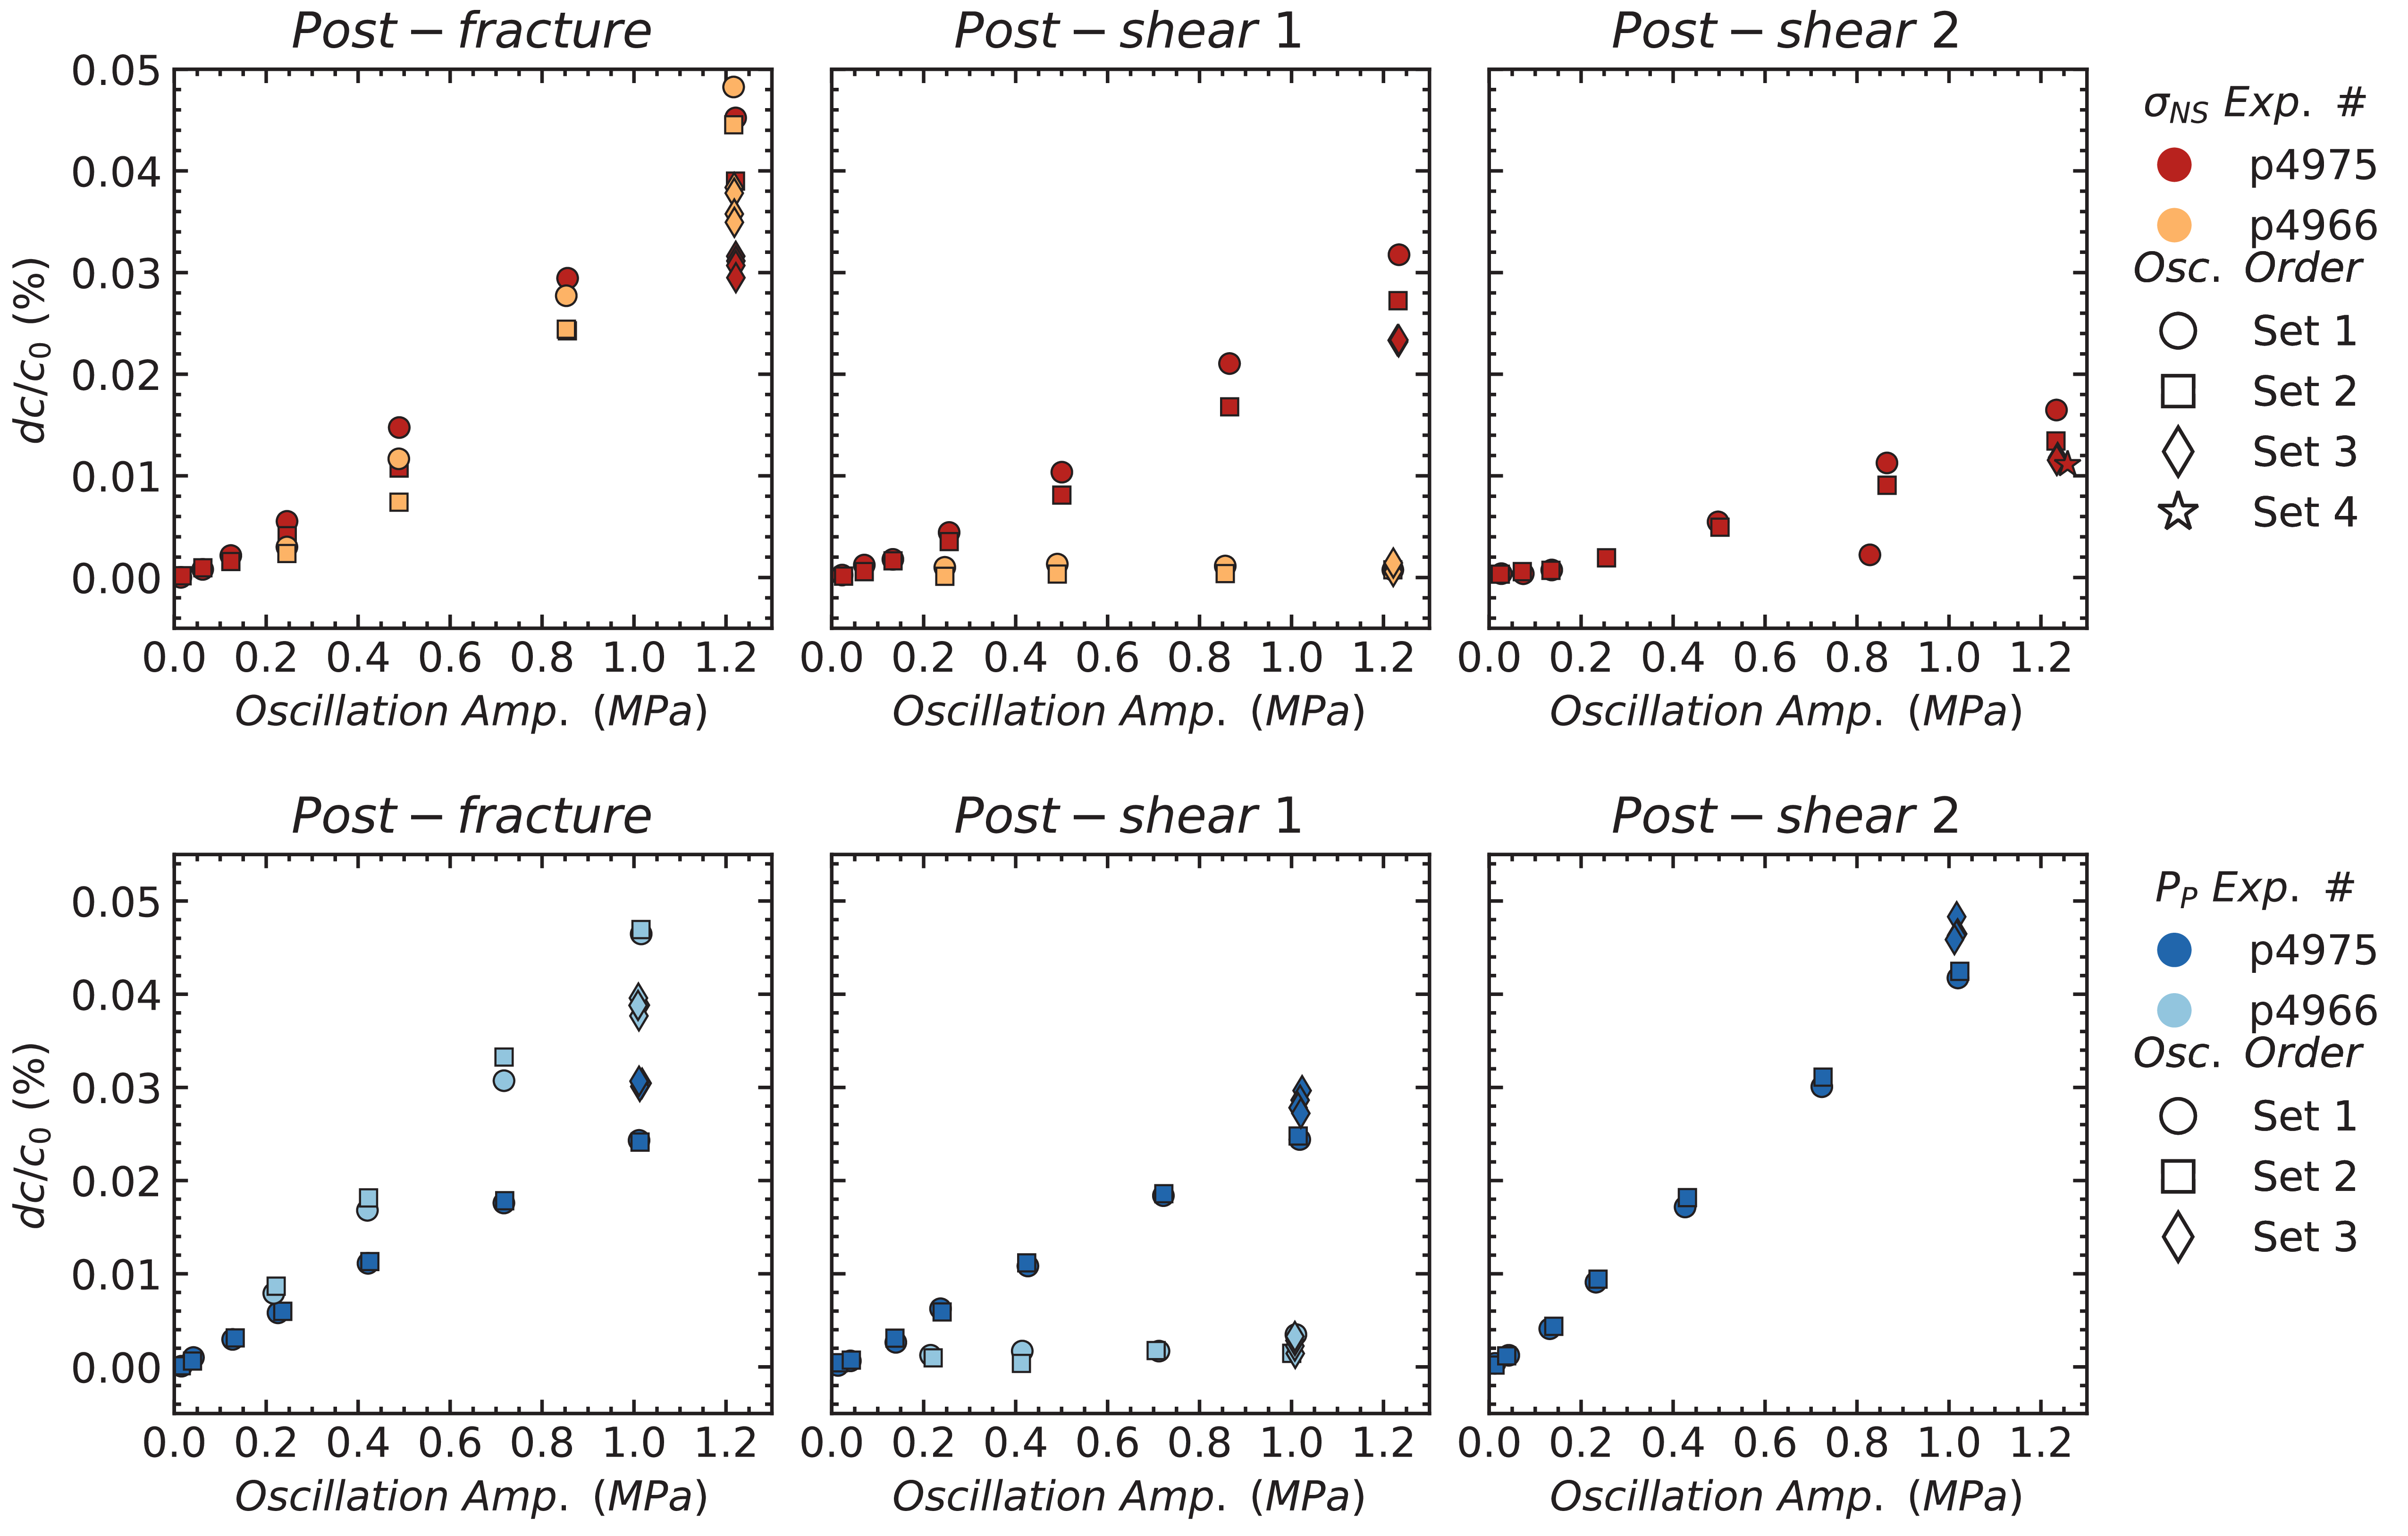 Post − fracture
Post − shear 1
Post − shear 2
0.05
0.04
0.03
0.02
0.01
0.00
dc/c0 (%)
0.0 0.2 0.4 0.6 0.8 1.0 1.2
0.0 0.2 0.4 0.6 0.8 1.0 1.2
0.0 0.2 0.4 0.6 0.8 1.0 1.2
Oscillation Amp. (MPa)
Oscillation Amp. (MPa)
Oscillation Amp. (MPa)
σNS Exp. #
p4975
p4966
Osc. Order
Set 1
Set 2
Set 3
Set 4
Post − fracture
Post − shear 1
Post − shear 2
0.05
0.04
0.03
0.02
0.01
0.00
dc/c0 (%)
0.0 0.2 0.4 0.6 0.8 1.0 1.2
0.0 0.2 0.4 0.6 0.8 1.0 1.2
0.0 0.2 0.4 0.6 0.8 1.0 1.2
Oscillation Amp. (MPa)
Oscillation Amp. (MPa)
Oscillation Amp. (MPa)
PP Exp. #
p4975
p4966
Osc. Order
Set 1
Set 2
Set 3